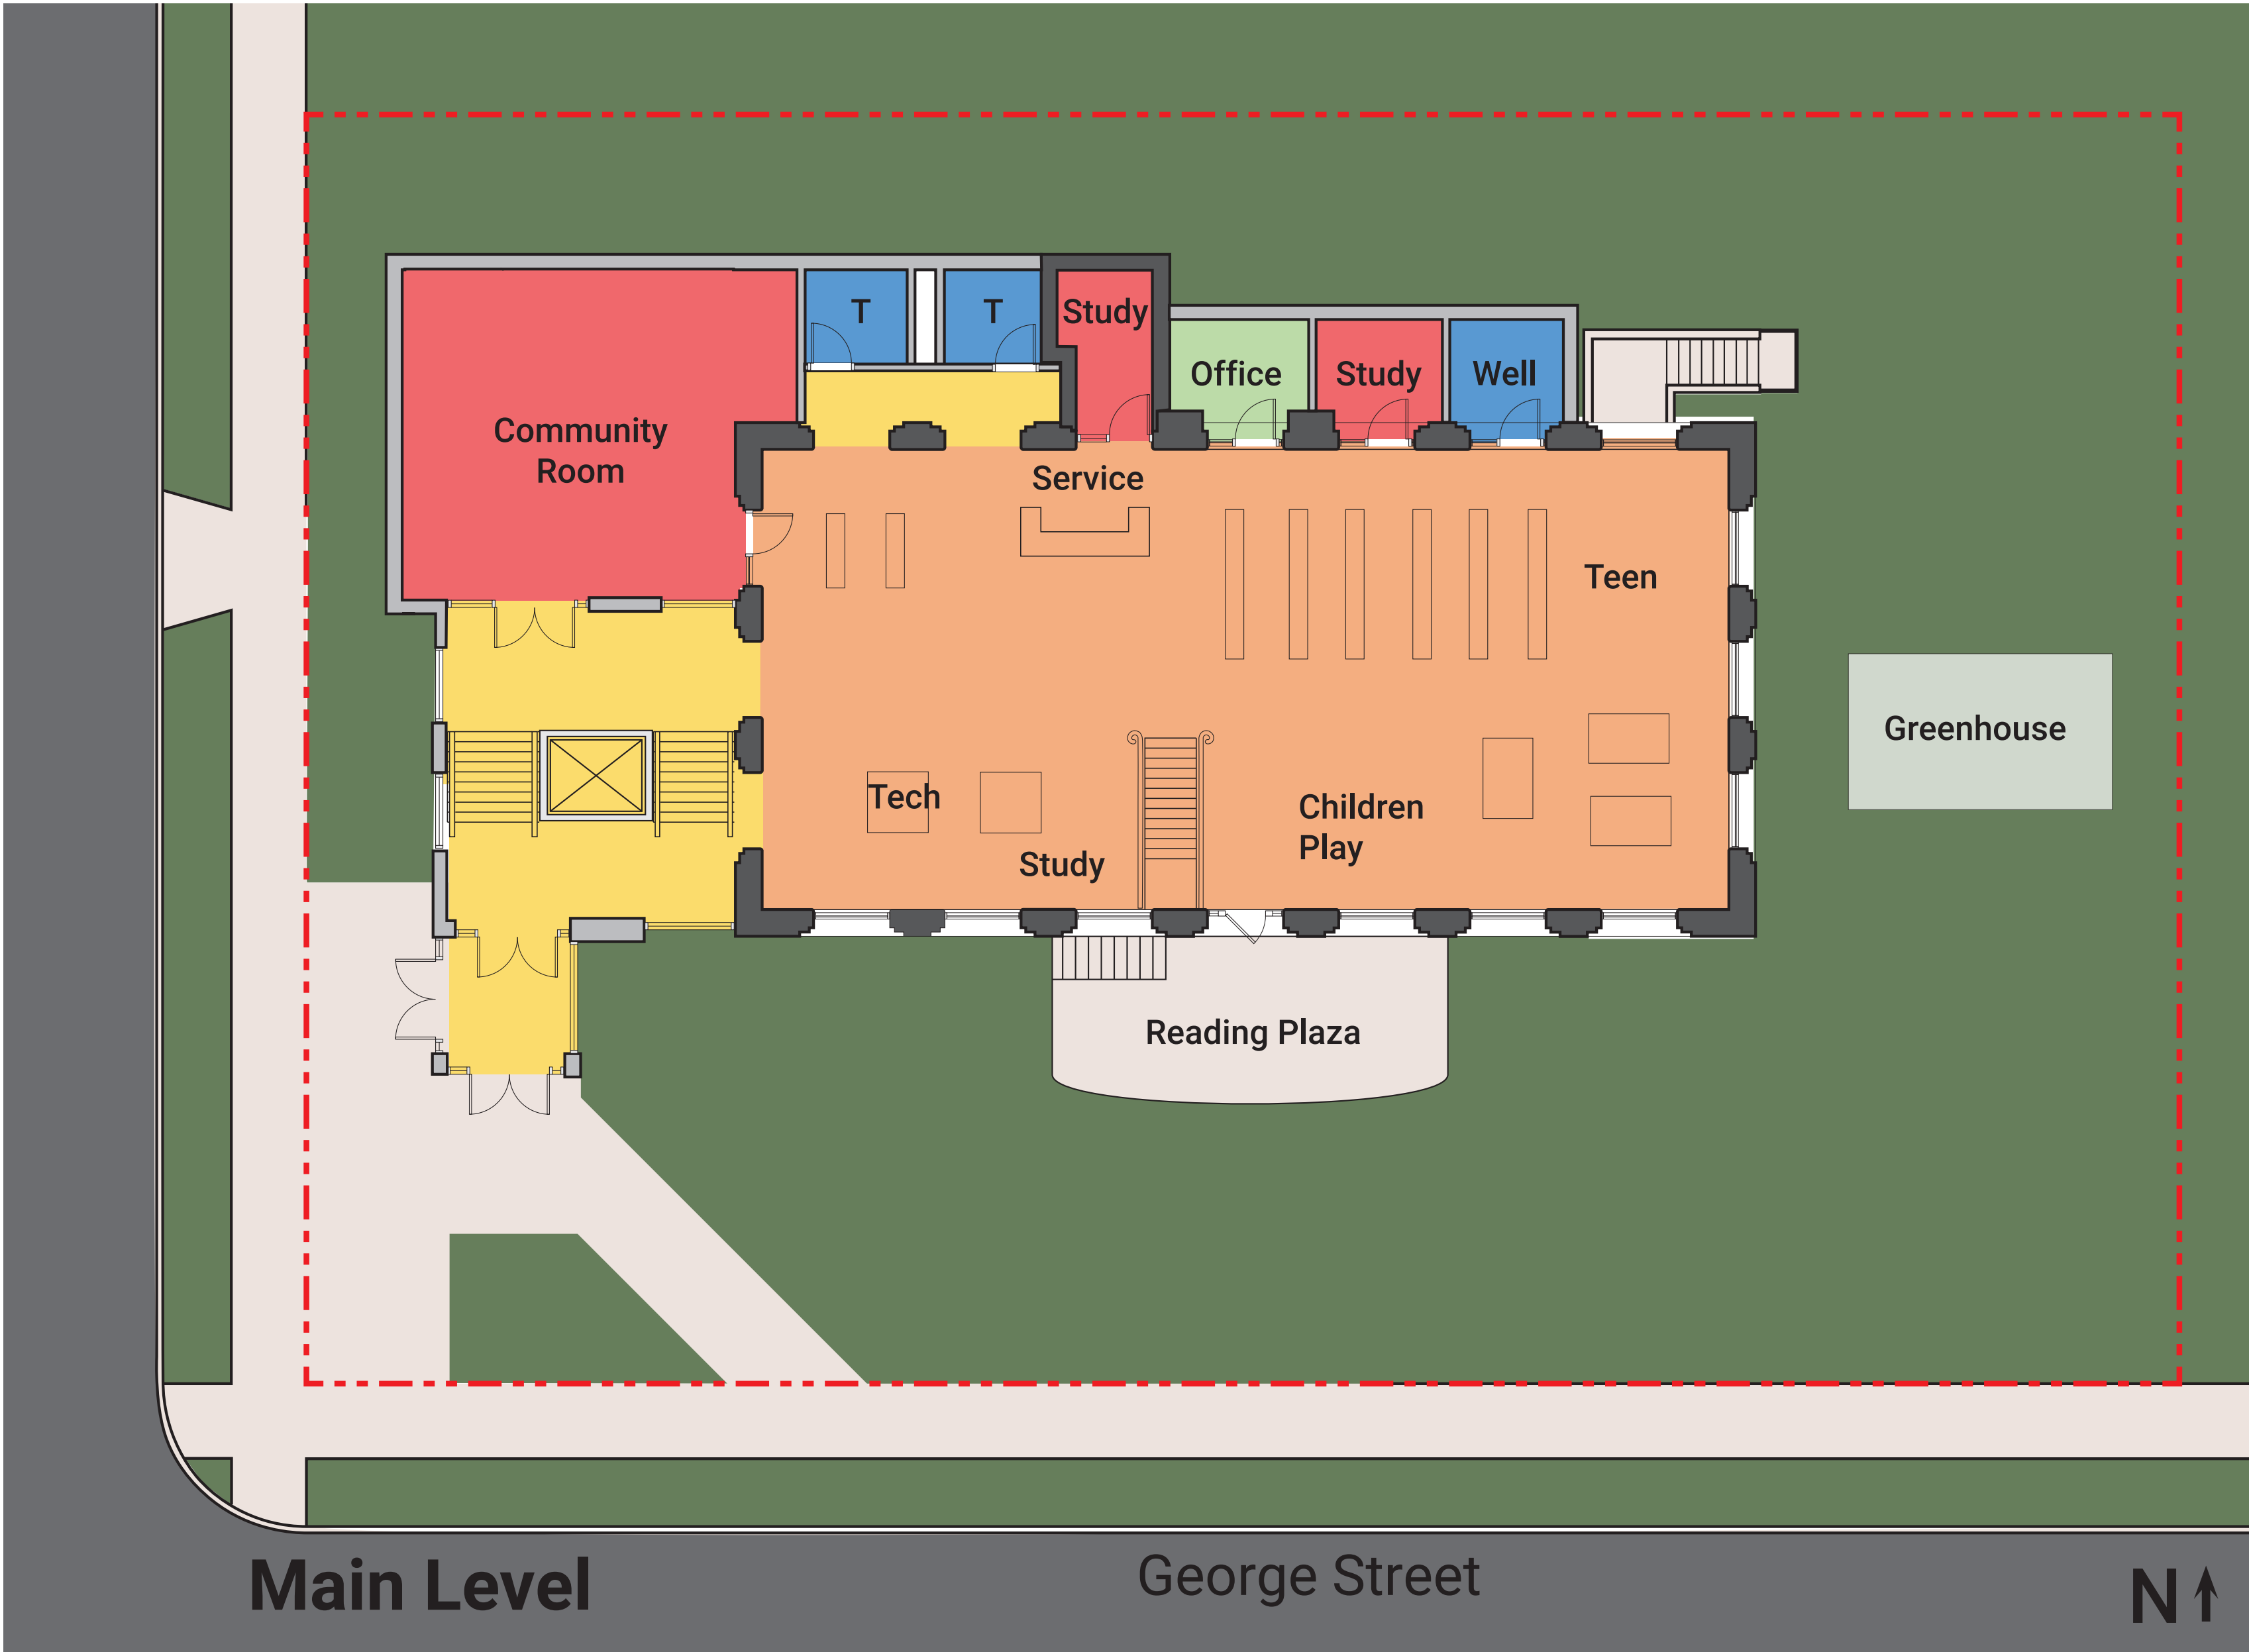 T
T
Study
Office
Study
Well
Community
Room
Service
Teen
Greenhouse
Tech
Children
Play
Study
Reading Plaza
Main Level
George Street
N